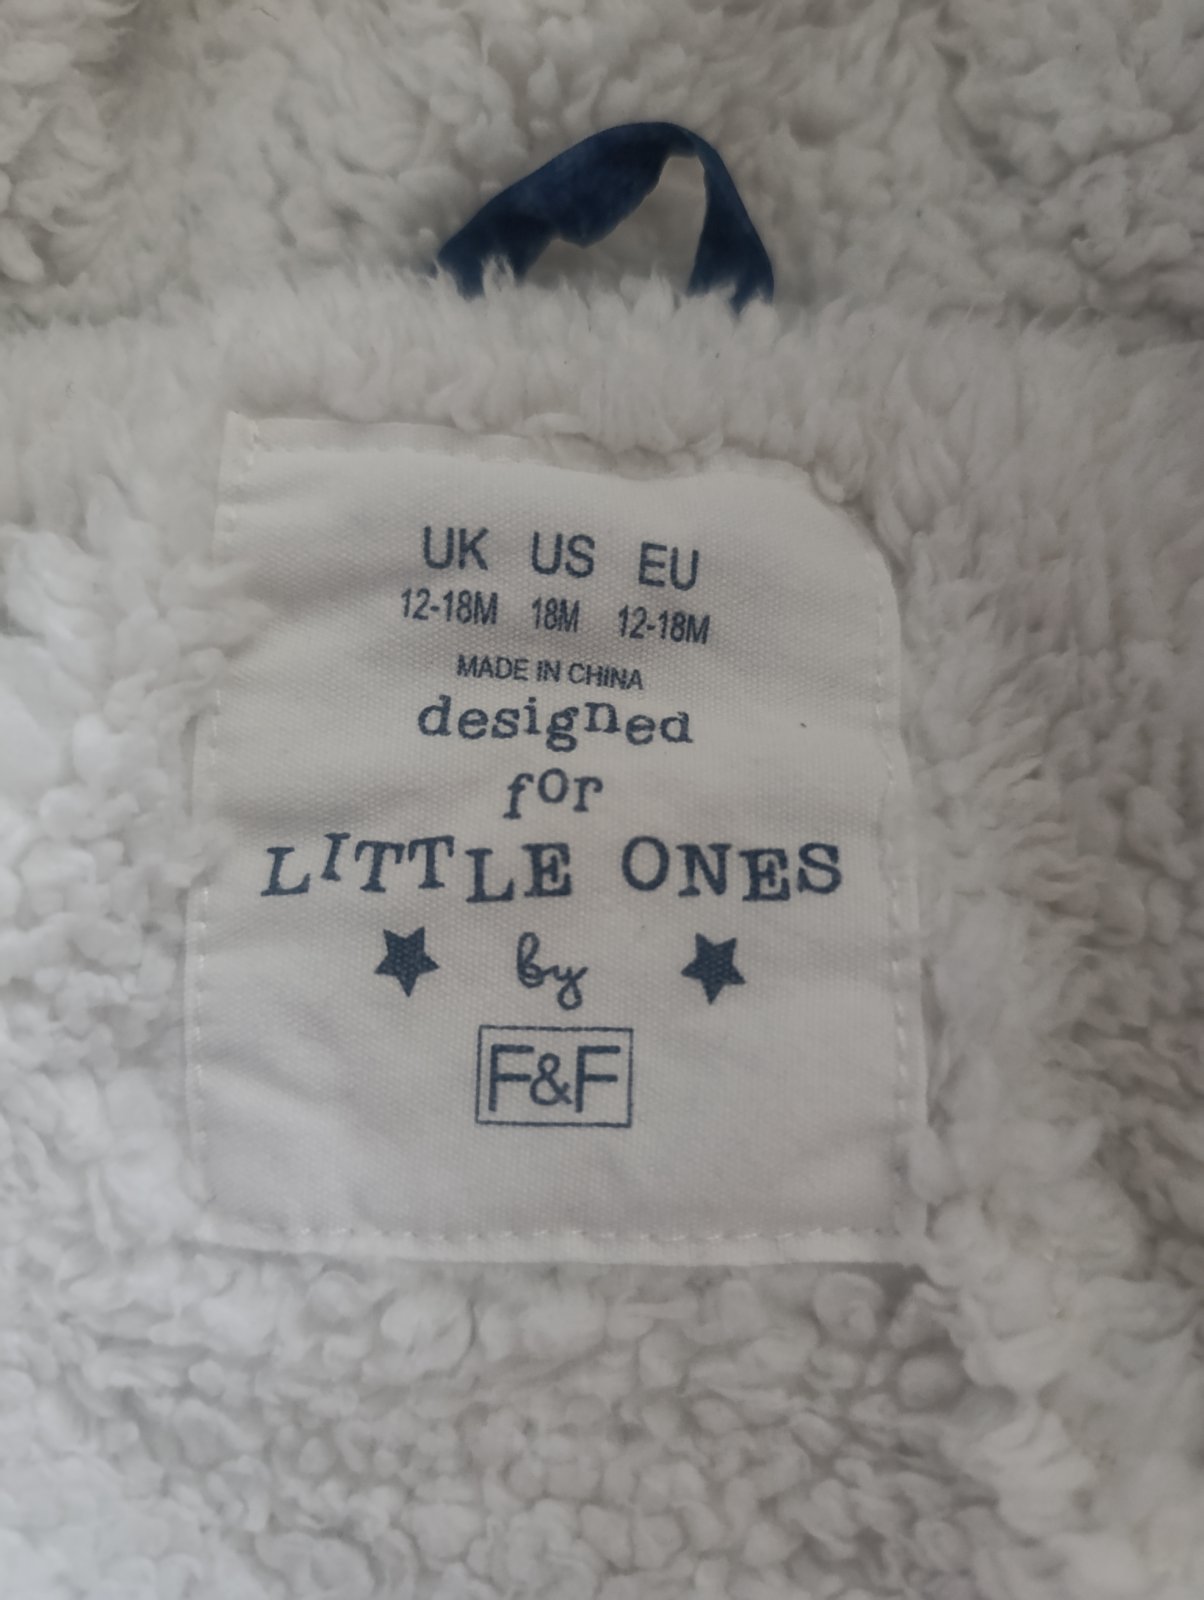 UK US EU
12-18M 18M 12-18M
MADE IN CHINA
designed
for
LITTLE ONES
by
F&F